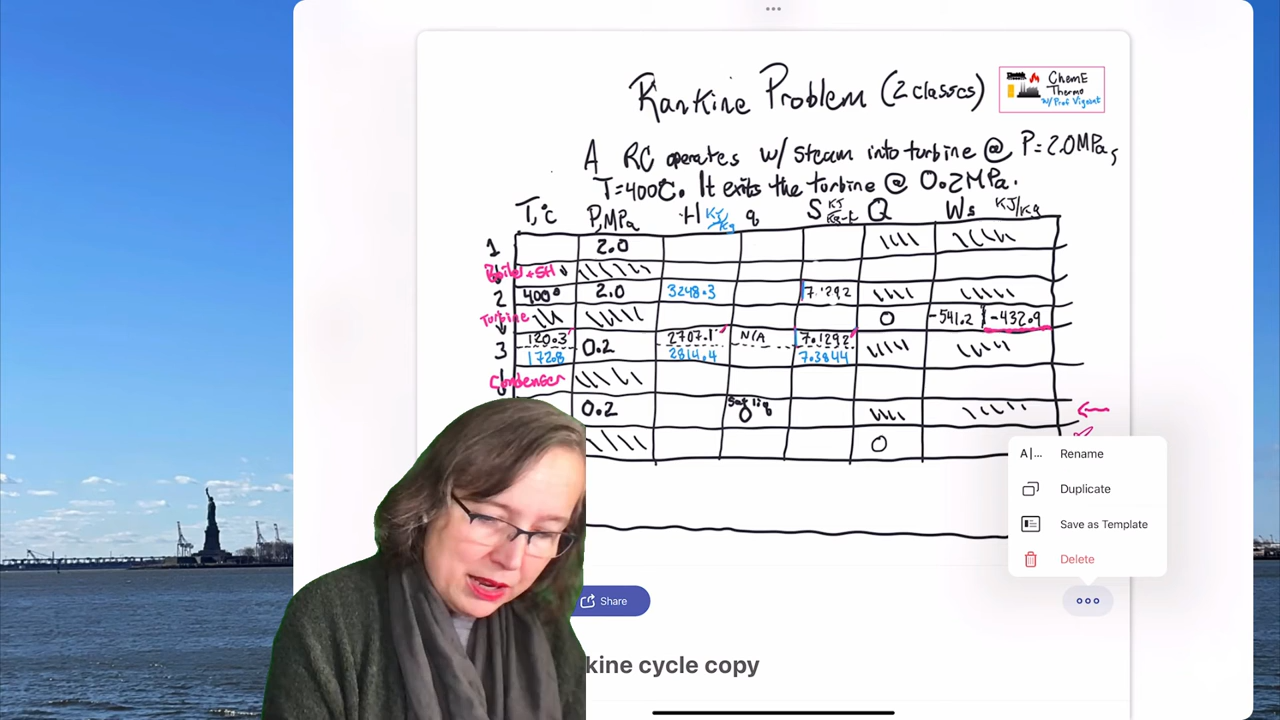 Rankine Problem (2 classes)
ChemE
Thermo
w/ Prof Vigeant
A RC operates w/ steam into turbine @ P=2.0MPa,
T=400°C. It exits the turbine @ 0.2MPa.
T,°C P,MPa H KJ/Kg q S KJ/Kg-K Q Ws KJ/Kg
1 2.0
Boiler + SH
2 400° 2.0 3248.3 7.1292
Turbine 0 -541.2 -432.9
3 120.3 0.2 2707.1 N/A 7.1292
172.8 2814.4 7.3844
Condenser
0.2 sat liq 0
0
A|... Rename
Duplicate
Save as Template
Delete
Share
kine cycle copy